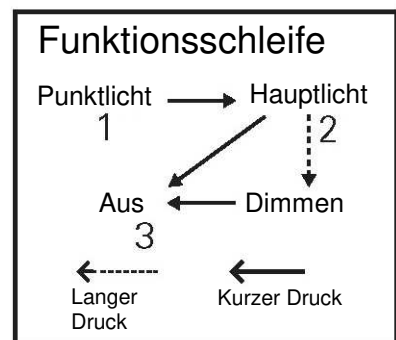 Funktionsschleife
Punktlicht Hauptlicht
1 2
Aus Dimmen
3
Langer Kurzer Druck
Druck